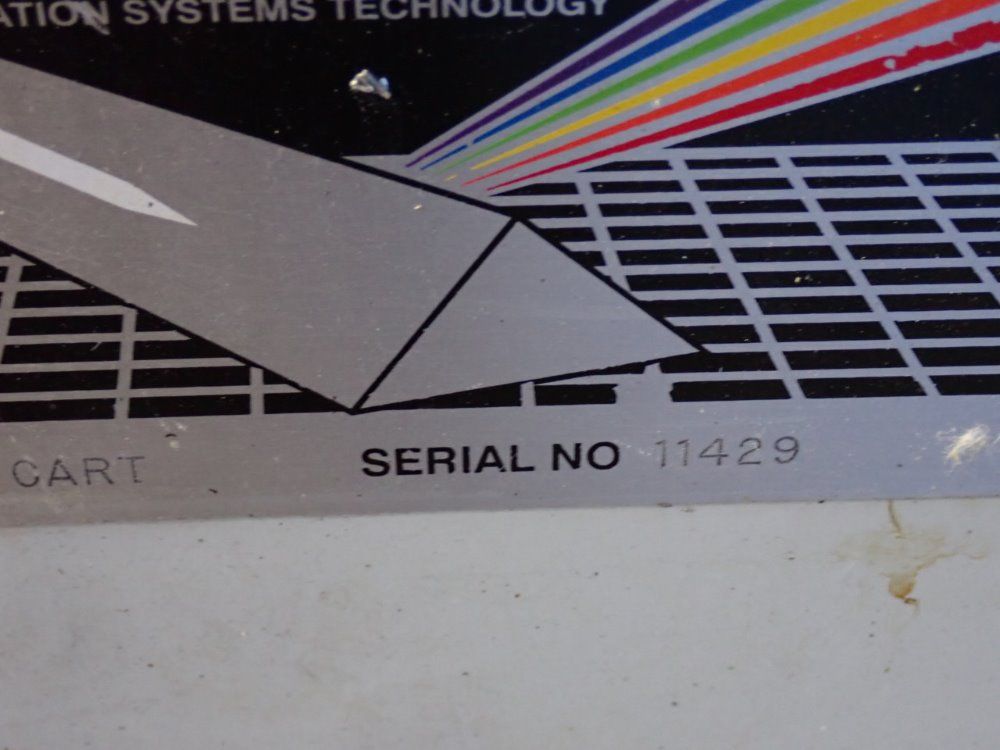 ATION SYSTEMS TECHNOLOGY
CART SERIAL NO 11429